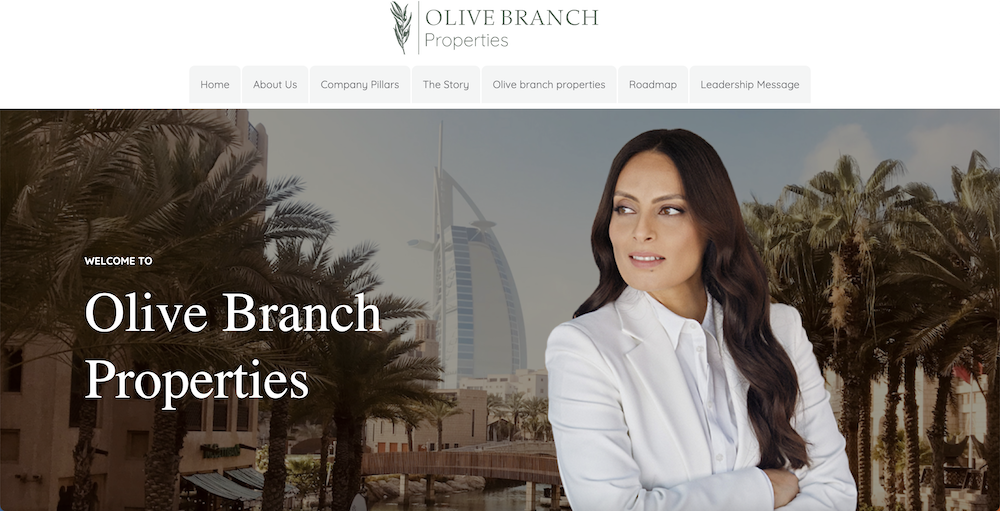 OLIVE BRANCH
Properties
Home
About Us
Company Pillars
The Story
Olive branch properties
Roadmap
Leadership Message
WELCOME TO
Olive Branch
Properties